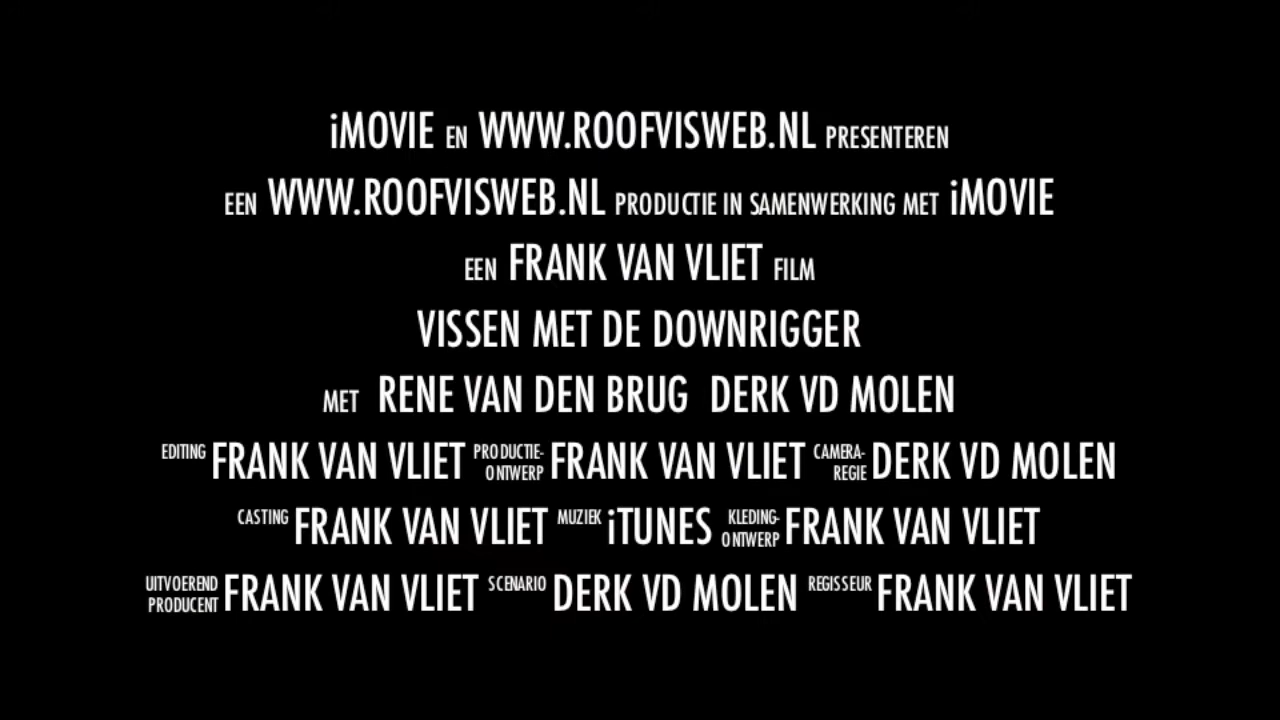 iMOVIE EN WWW.ROOFVISWEB.NL PRESENTEREN
EEN WWW.ROOFVISWEB.NL PRODUCTIE IN SAMENWERKING MET iMOVIE
EEN FRANK VAN VLIET FILM
VISSEN MET DE DOWNRIGGER
MET RENE VAN DEN BRUG DERK VD MOLEN
EDITING FRANK VAN VLIET PRODUCTIE-ONTWERP FRANK VAN VLIET CAMERA-REGIE DERK VD MOLEN
CASTING FRANK VAN VLIET MUZIEK iTUNES KLEDING-ONTWERP FRANK VAN VLIET
UITVOEREND PRODUCENT FRANK VAN VLIET SCENARIO DERK VD MOLEN REGISSEUR FRANK VAN VLIET